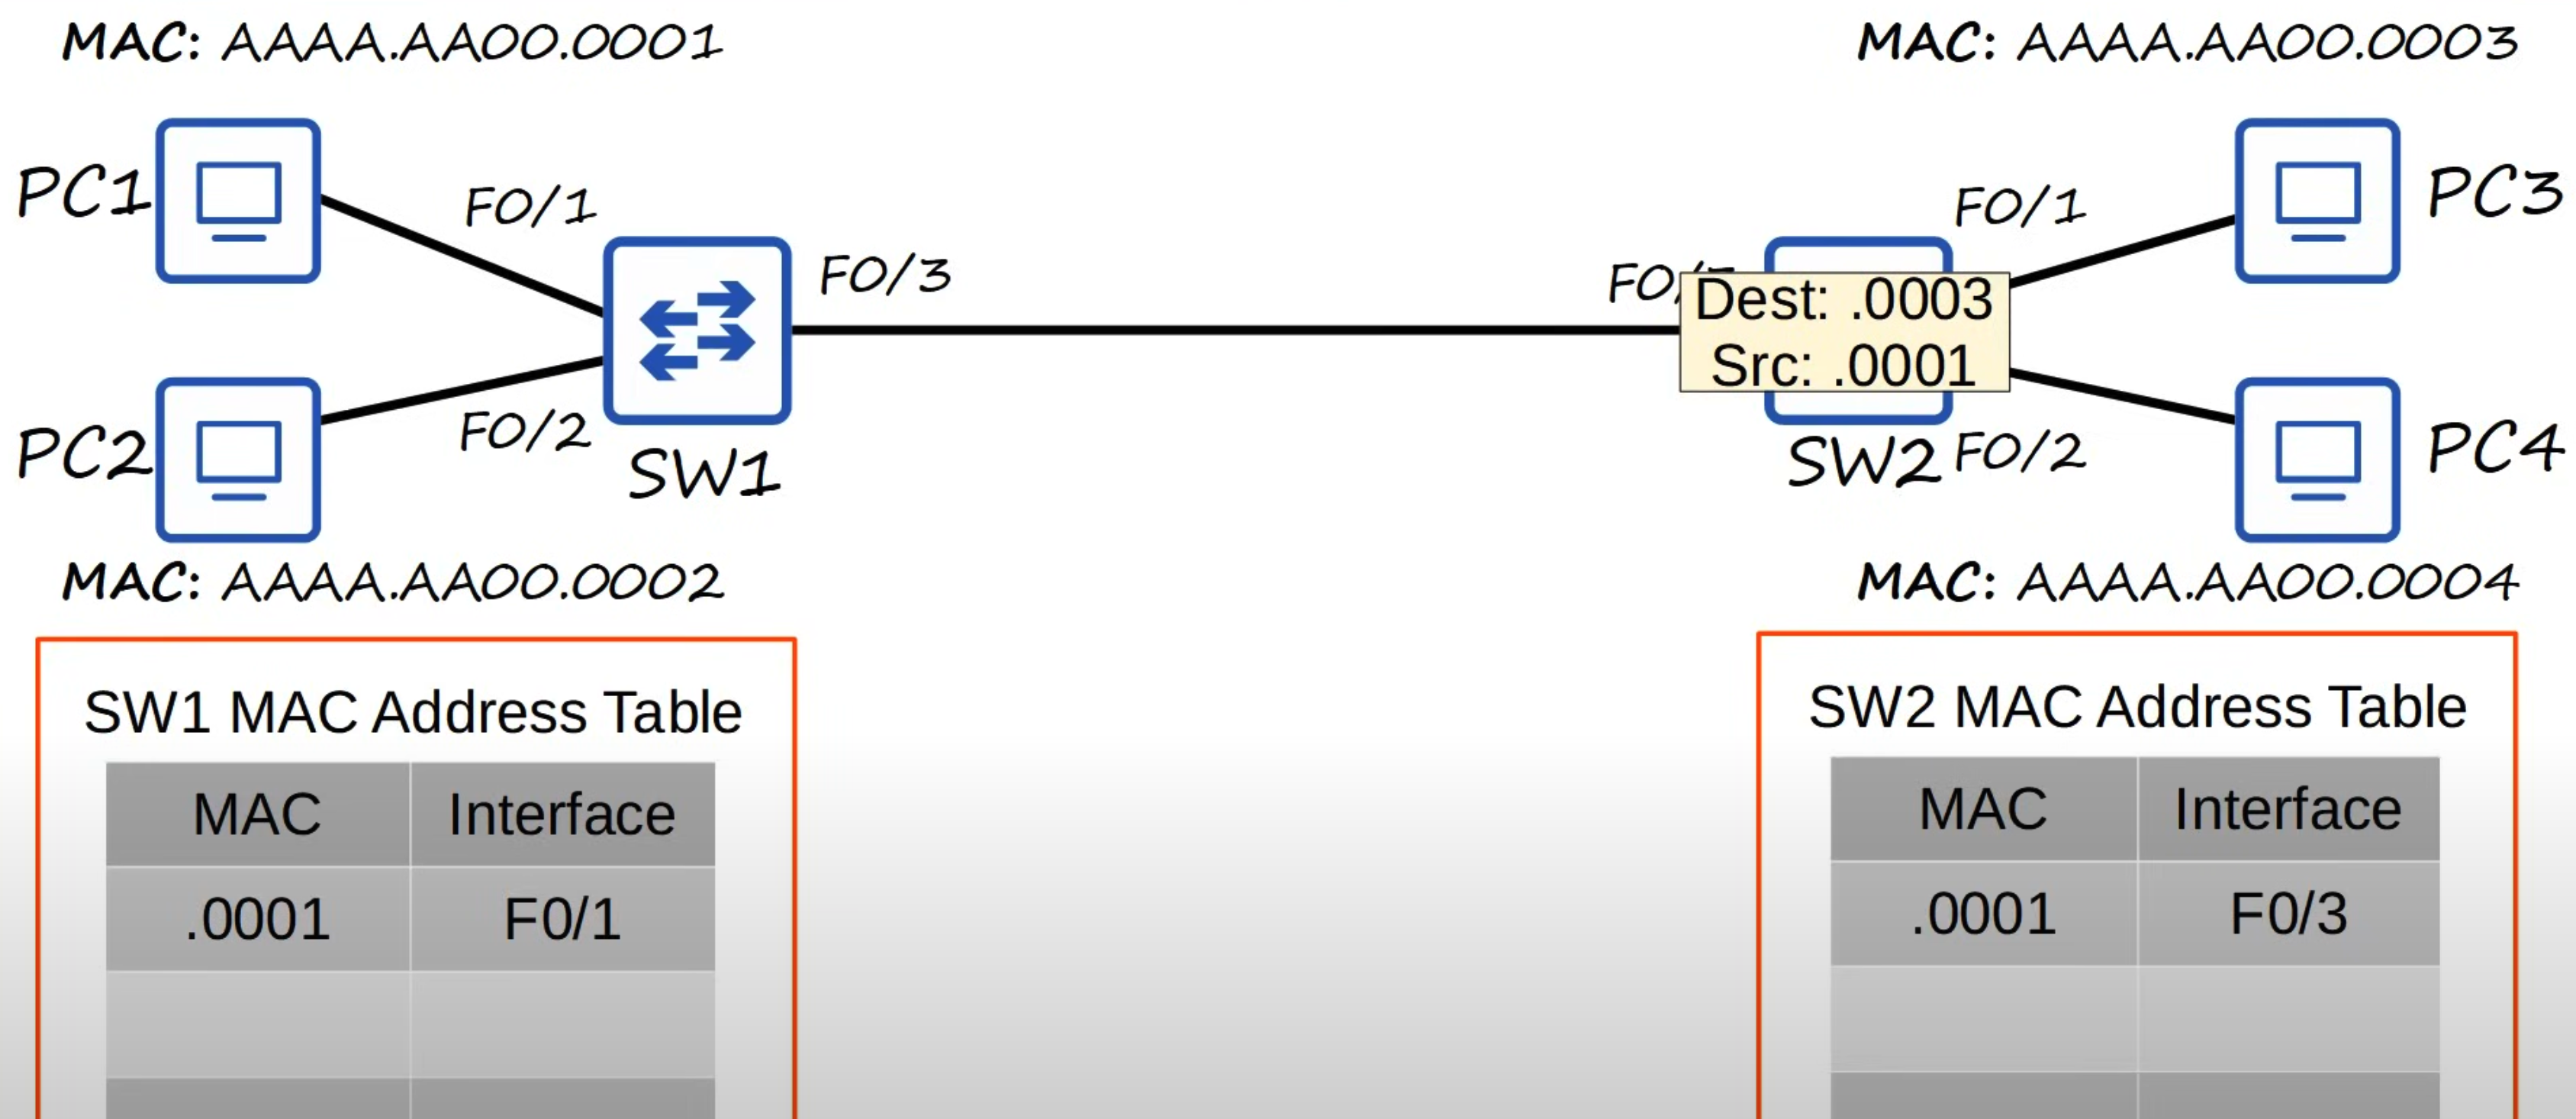 MAC: AAAA.AA00.0001
MAC: AAAA.AA00.0003
PC1
F0/1
F0/1
PC3
F0/3
Dest: .0003
Src: .0001
PC2
F0/2
SW1
SW2
F0/2
PC4
MAC: AAAA.AA00.0002
MAC: AAAA.AA00.0004
SW1 MAC Address Table
MAC Interface
.0001 F0/1
SW2 MAC Address Table
MAC Interface
.0001 F0/3